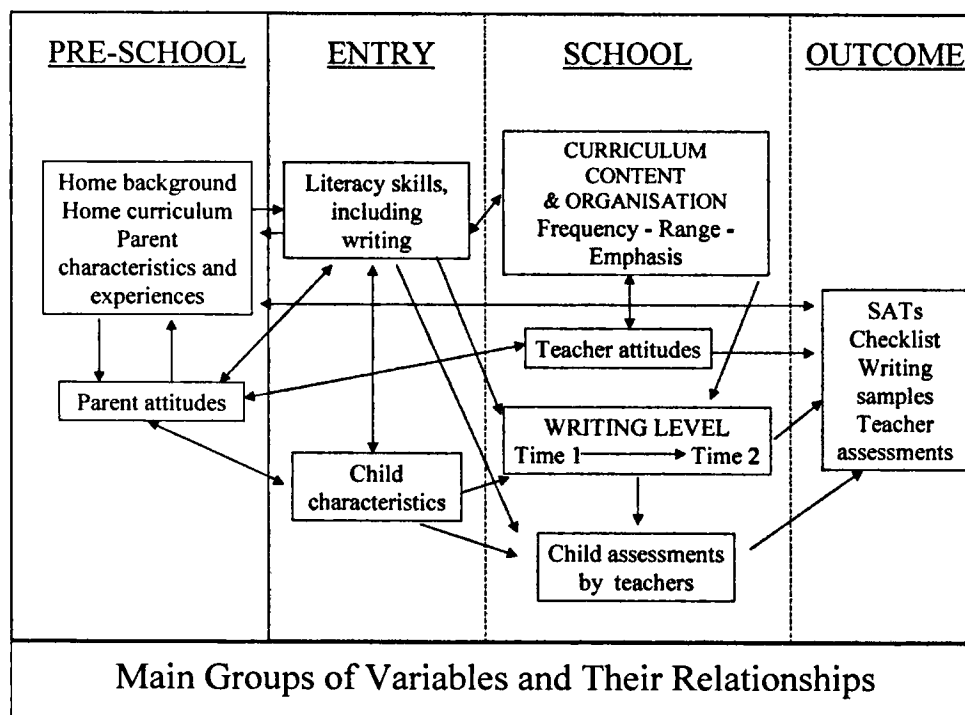 PRE-SCHOOL
ENTRY
SCHOOL
OUTCOME
Home background
Home curriculum
Parent
characteristics and
experiences
Parent attitudes
Literacy skills,
including
writing
Child
characteristics
CURRICULUM
CONTENT
& ORGANISATION
Frequency - Range -
Emphasis
Teacher attitudes
WRITING LEVEL
Time 1 Time 2
Child assessments
by teachers
SATs
Checklist
Writing
samples
Teacher
assessments
Main Groups of Variables and Their Relationships